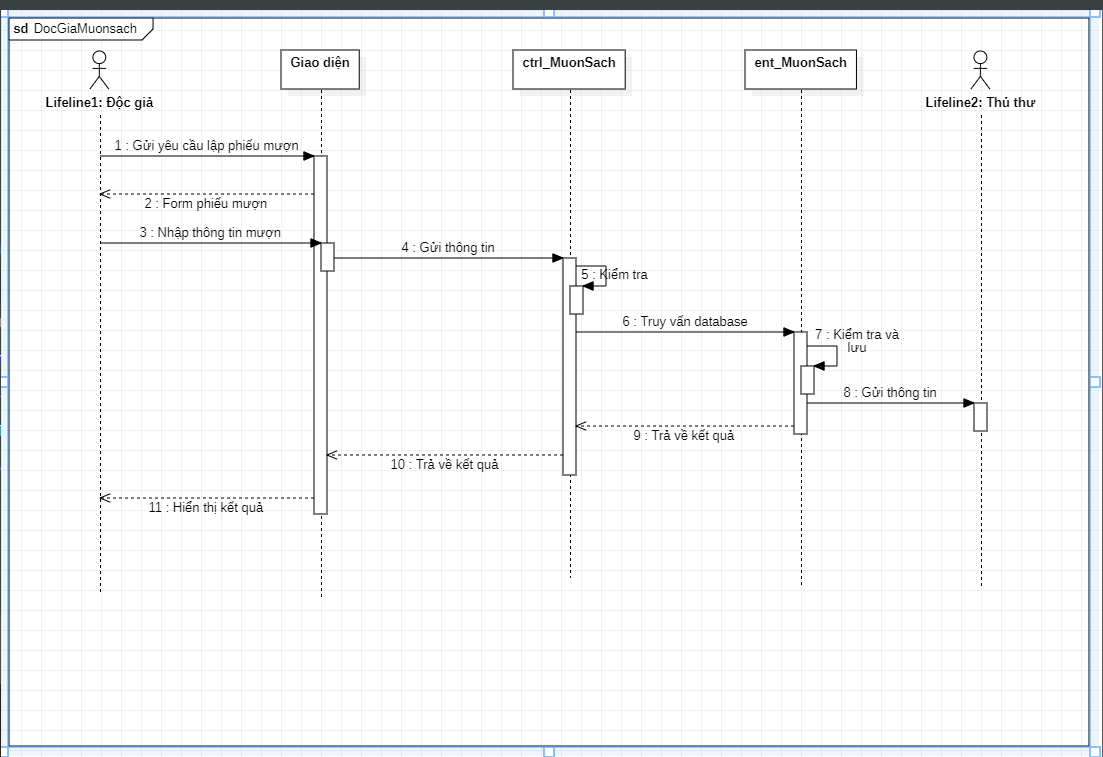 sd DocGiaMuonsach
Giao diện
ctrl_MuonSach
ent_MuonSach
Lifeline1: Độc giả
Lifeline2: Thủ thư
1 : Gửi yêu cầu lập phiếu mượn
2 : Form phiếu mượn
3 : Nhập thông tin mượn
4 : Gửi thông tin
5 : Kiểm tra
6 : Truy vấn database
7 : Kiểm tra và
lưu
8 : Gửi thông tin
9 : Trả về kết quả
10 : Trả về kết quả
11 : Hiển thị kết quả